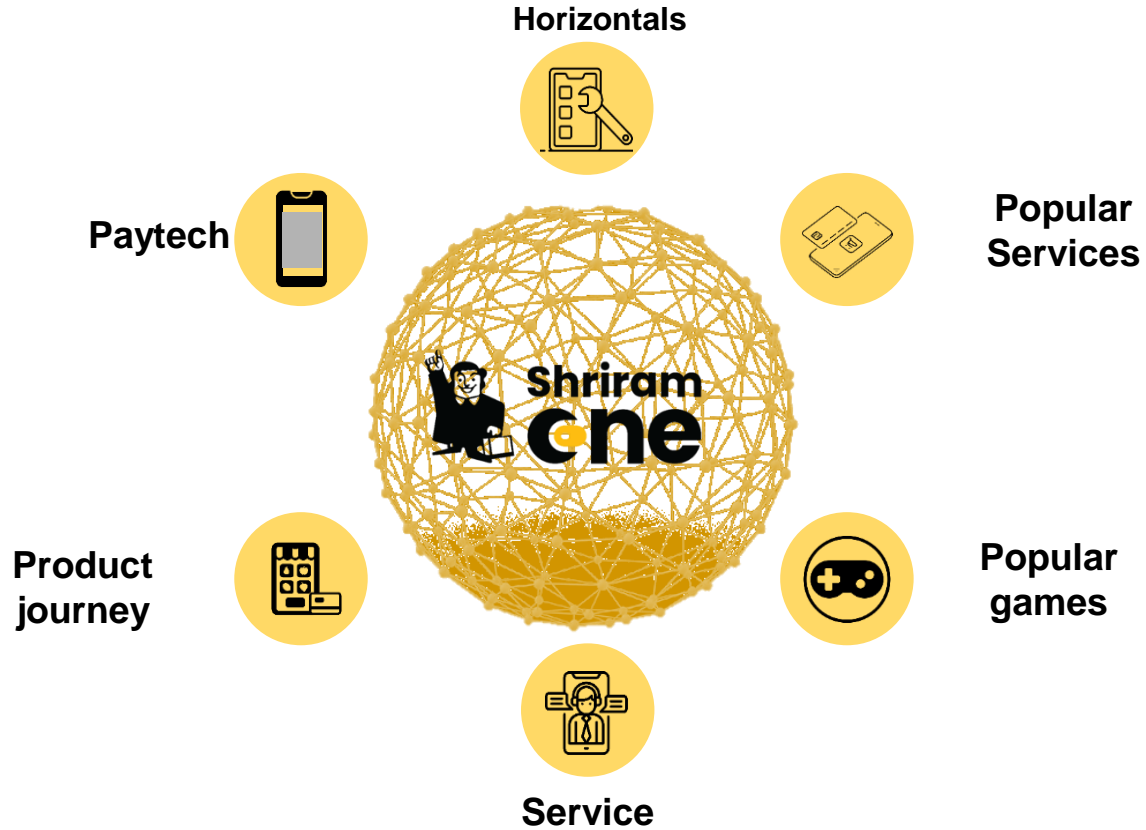 Horizontals
Paytech
Popular
Services
Shriram
one
Product
journey
Popular
games
Service